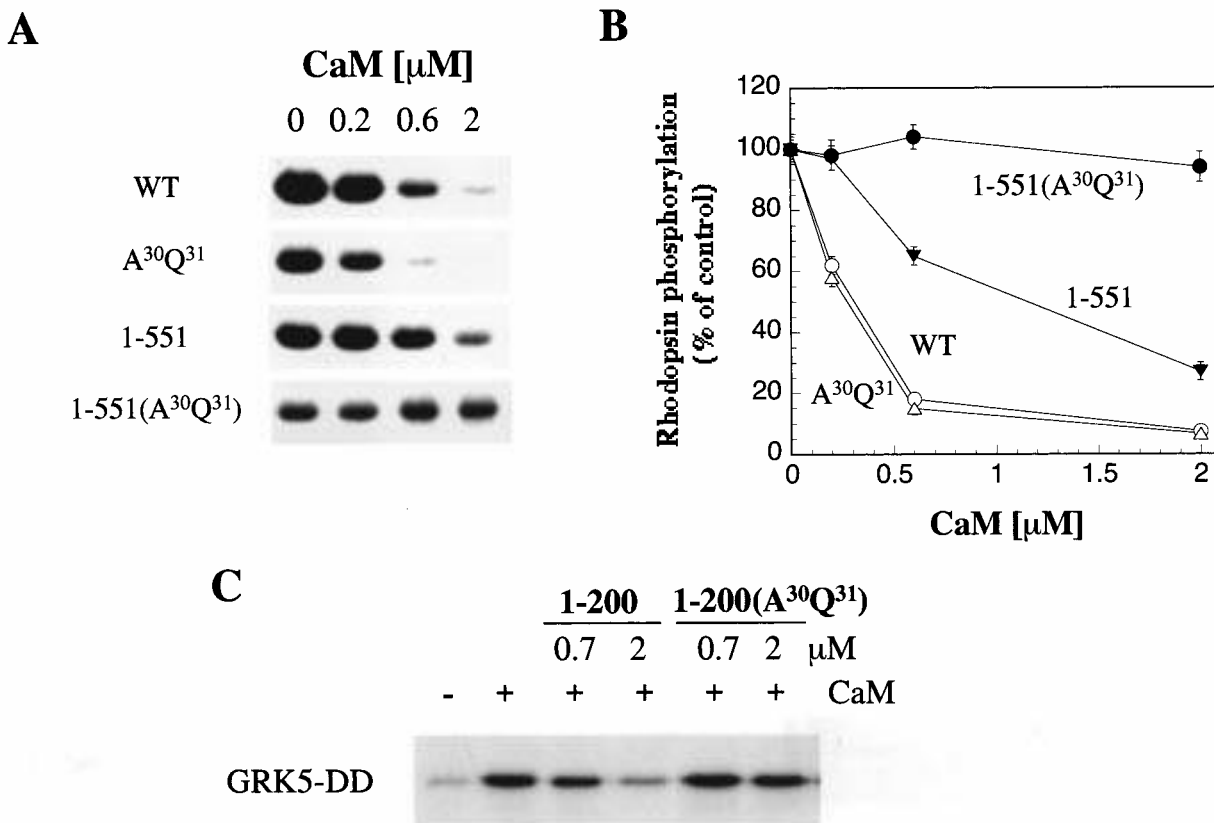 A
CaM [μM]
0 0.2 0.6 2
WT
A³⁰Q³¹
1-551
1-551(A³⁰Q³¹)
B
Rhodopsin phosphorylation
(% of control)
120
100
80
60
40
20
0
1-551(A³⁰Q³¹)
1-551
WT
A³⁰Q³¹
0 0.5 1 1.5 2
CaM [μM]
C
1-200 1-200(A³⁰Q³¹)
0.7 2 0.7 2 μM
- + + + + + CaM
GRK5-DD